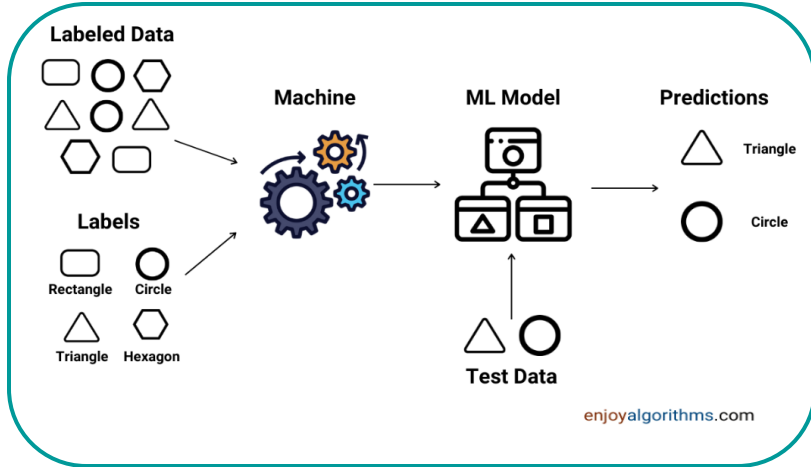 Labeled Data
Machine
ML Model
Predictions
Triangle
Circle
Labels
Rectangle Circle
Triangle Hexagon
Test Data
enjoyalgorithms.com